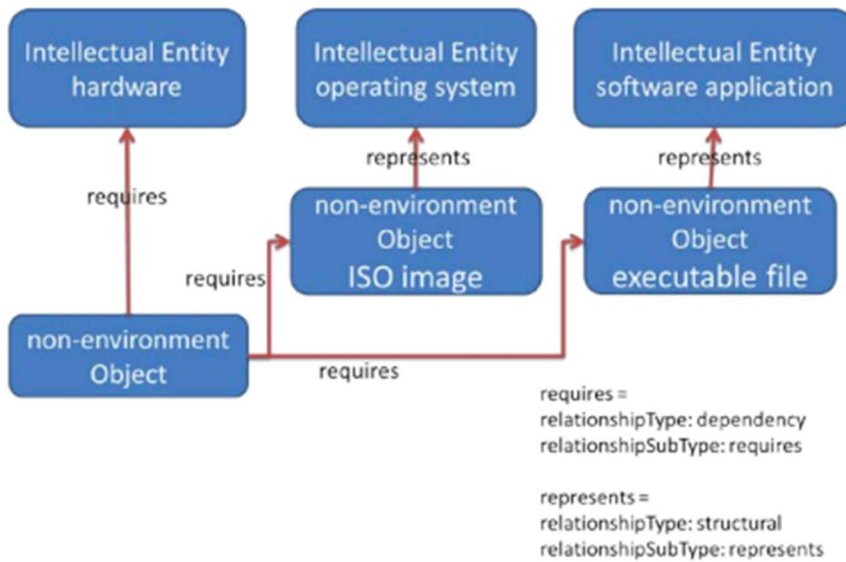 Intellectual Entity
hardware
Intellectual Entity
operating system
Intellectual Entity
software application
represents
represents
requires
non-environment
Object
ISO image
non-environment
Object
executable file
requires
non-environment
Object
requires
requires =
relationshipType: dependency
relationshipSubType: requires
represents =
relationshipType: structural
relationshipSubType: represents